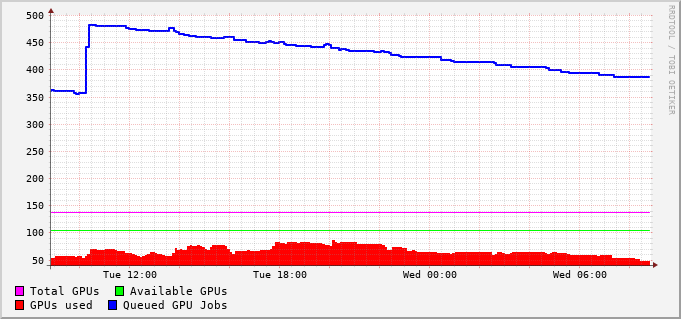 500
450
400
350
300
250
200
150
100
50
Tue 12:00 Tue 18:00 Wed 00:00 Wed 06:00
Total GPUs Available GPUs
GPUs used Queued GPU Jobs
RRDTOOL / TOBI OETIKER